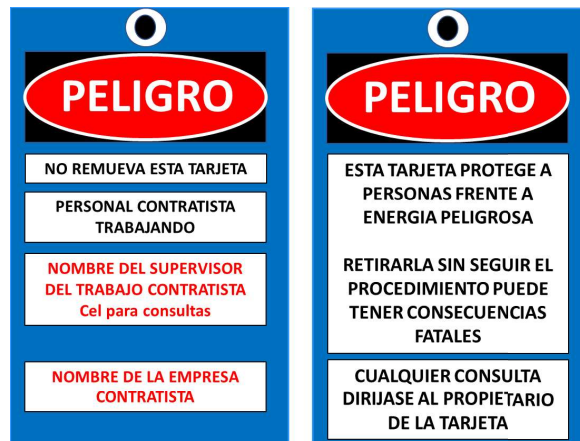 PELIGRO
NO REMUEVA ESTA TARJETA
PERSONAL CONTRATISTA
TRABAJANDO
NOMBRE DEL SUPERVISOR
DEL TRABAJO CONTRATISTA
Cel para consultas
NOMBRE DE LA EMPRESA
CONTRATISTA
PELIGRO
ESTA TARJETA PROTEGE A
PERSONAS FRENTE A
ENERGIA PELIGROSA
RETIRARLA SIN SEGUIR EL
PROCEDIMIENTO PUEDE
TENER CONSECUENCIAS
FATALES
CUALQUIER CONSULTA
DIRIJASE AL PROPIETARIO
DE LA TARJETA